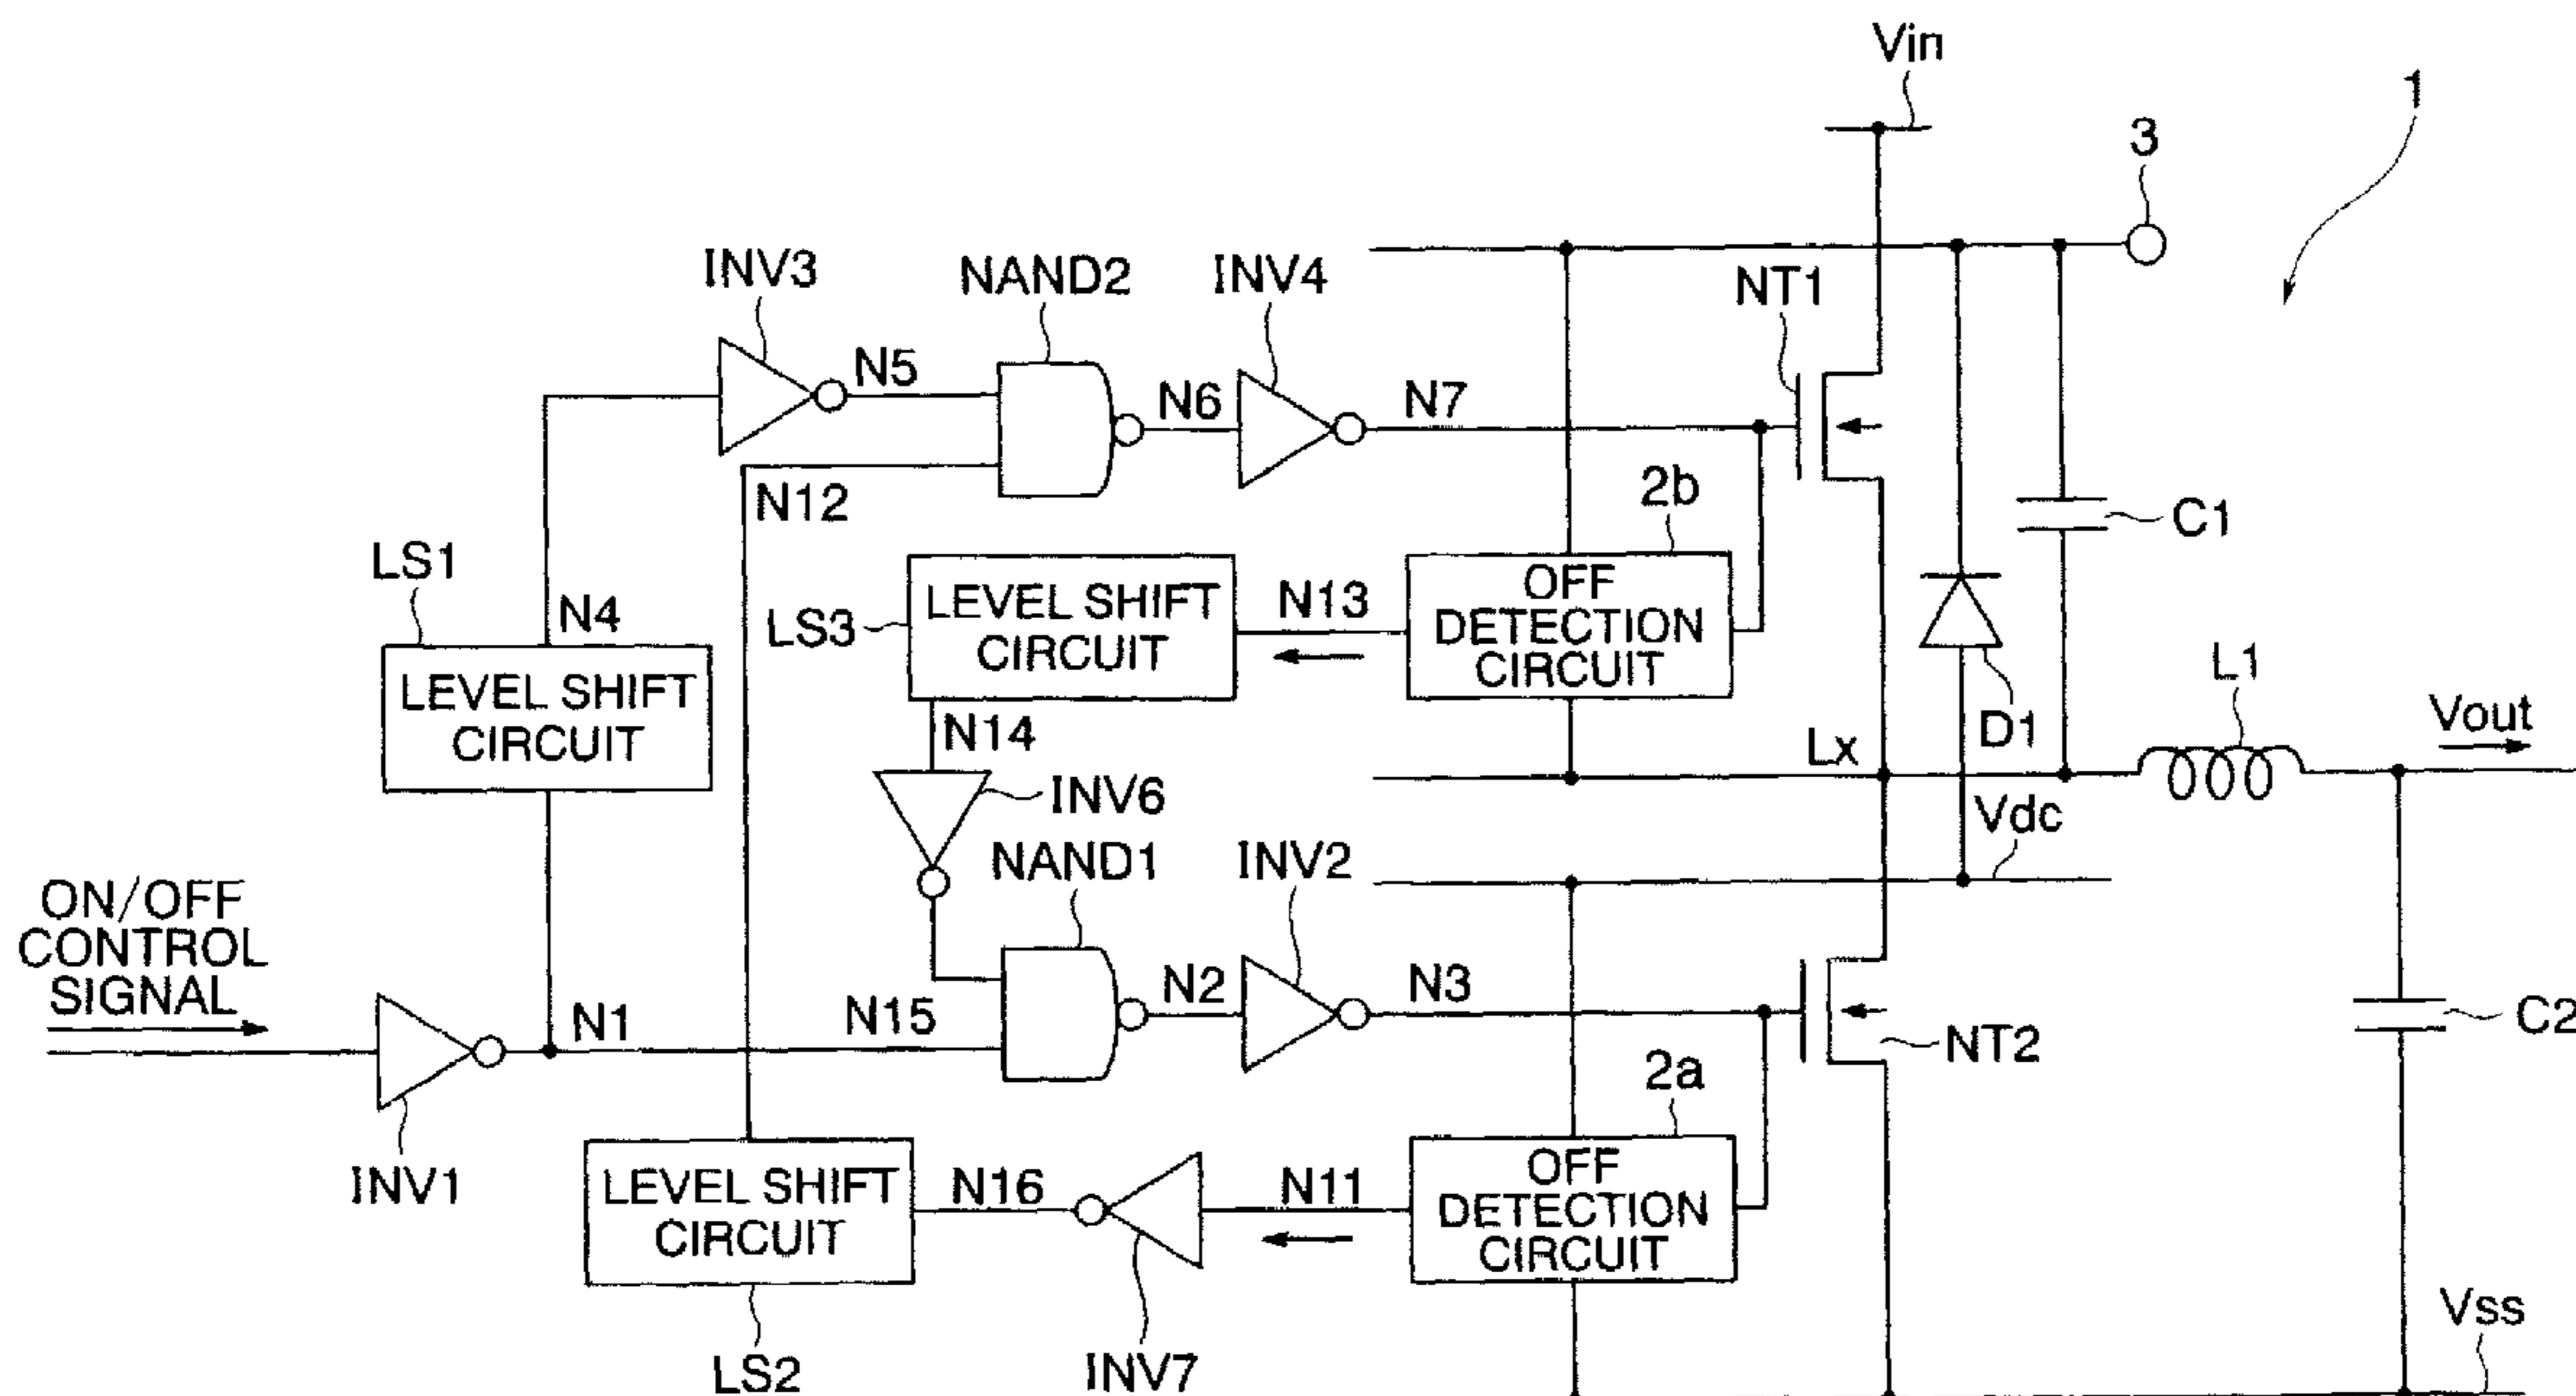 Vin
1
3
INV3
NAND2
INV4
NT1
N5
N6
N7
N12
2b
C1
LS1
OFF
DETECTION
CIRCUIT
LEVEL SHIFT
CIRCUIT
N13
LS3
N4
LEVEL SHIFT
CIRCUIT
N14
L1
Vout
D1
Lx
INV6
Vdc
NAND1
INV2
ON/OFF
CONTROL
SIGNAL
N1
N15
N2
N3
C2
NT2
2a
INV1
LEVEL SHIFT
CIRCUIT
N16
N11
OFF
DETECTION
CIRCUIT
LS2
INV7
Vss